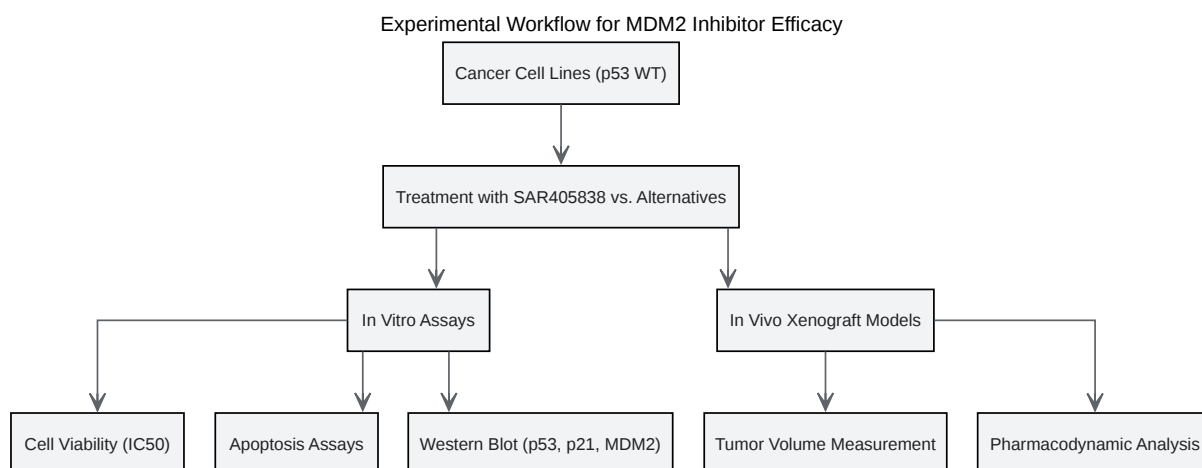 Experimental Workflow for MDM2 Inhibitor Efficacy
Cancer Cell Lines (p53 WT)
Treatment with SAR405838 vs. Alternatives
In Vitro Assays
In Vivo Xenograft Models
Cell Viability (IC50)
Apoptosis Assays
Western Blot (p53, p21, MDM2)
Tumor Volume Measurement
Pharmacodynamic Analysis